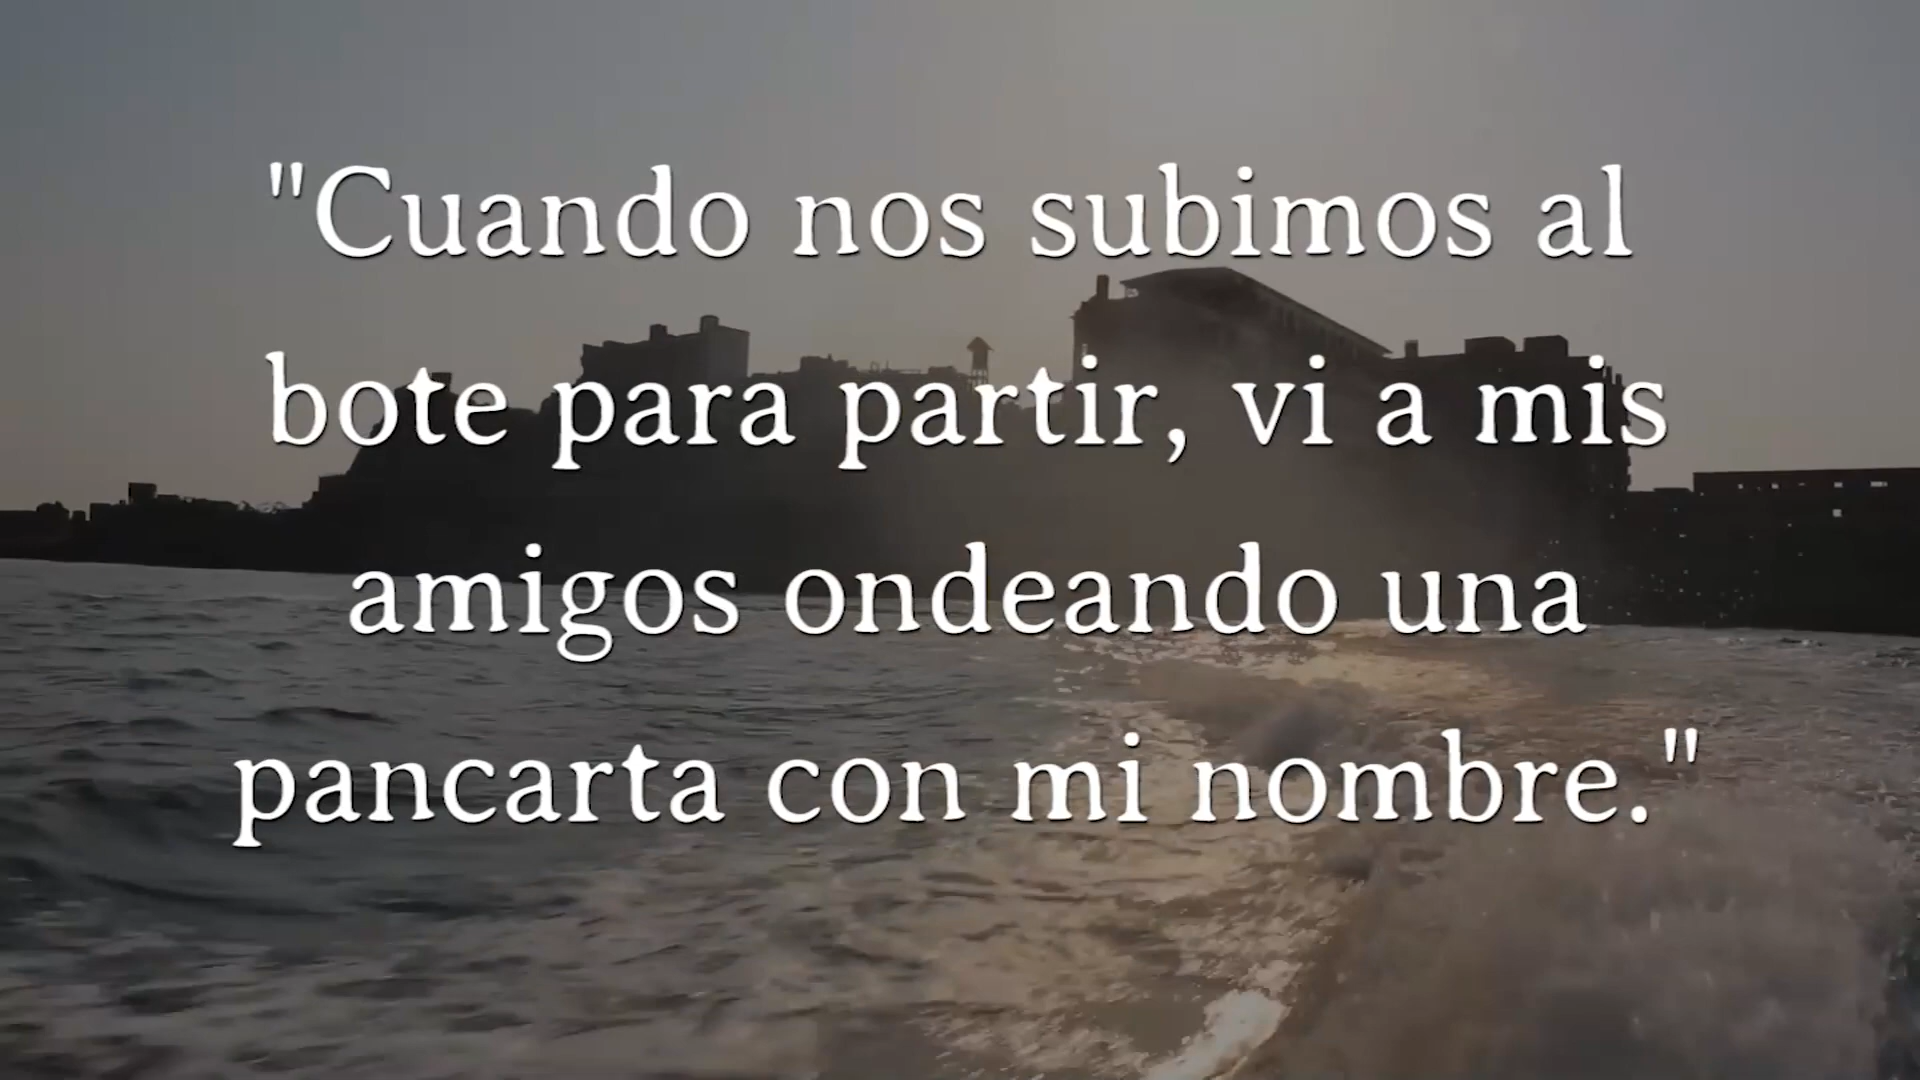 "Cuando nos subimos al
bote para partir, vi a mis
amigos ondeando una
pancarta con mi nombre."